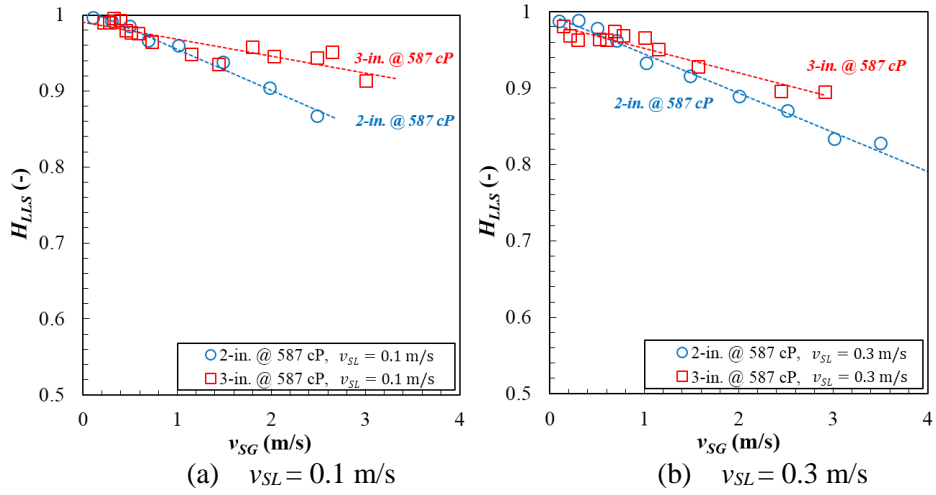 1
0.9
0.8
0.7
0.6
0.5
H_LLS (-)
3-in. @ 587 cP
2-in. @ 587 cP
2-in. @ 587 cP, v_SL = 0.1 m/s
3-in. @ 587 cP, v_SL = 0.1 m/s
0 1 2 3 4
v_SG (m/s)
(a) v_SL = 0.1 m/s
1
0.9
0.8
0.7
0.6
0.5
H_LLS (-)
3-in. @ 587 cP
2-in. @ 587 cP
2-in. @ 587 cP, v_SL = 0.3 m/s
3-in. @ 587 cP, v_SL = 0.3 m/s
0 1 2 3 4
v_SG (m/s)
(b) v_SL = 0.3 m/s